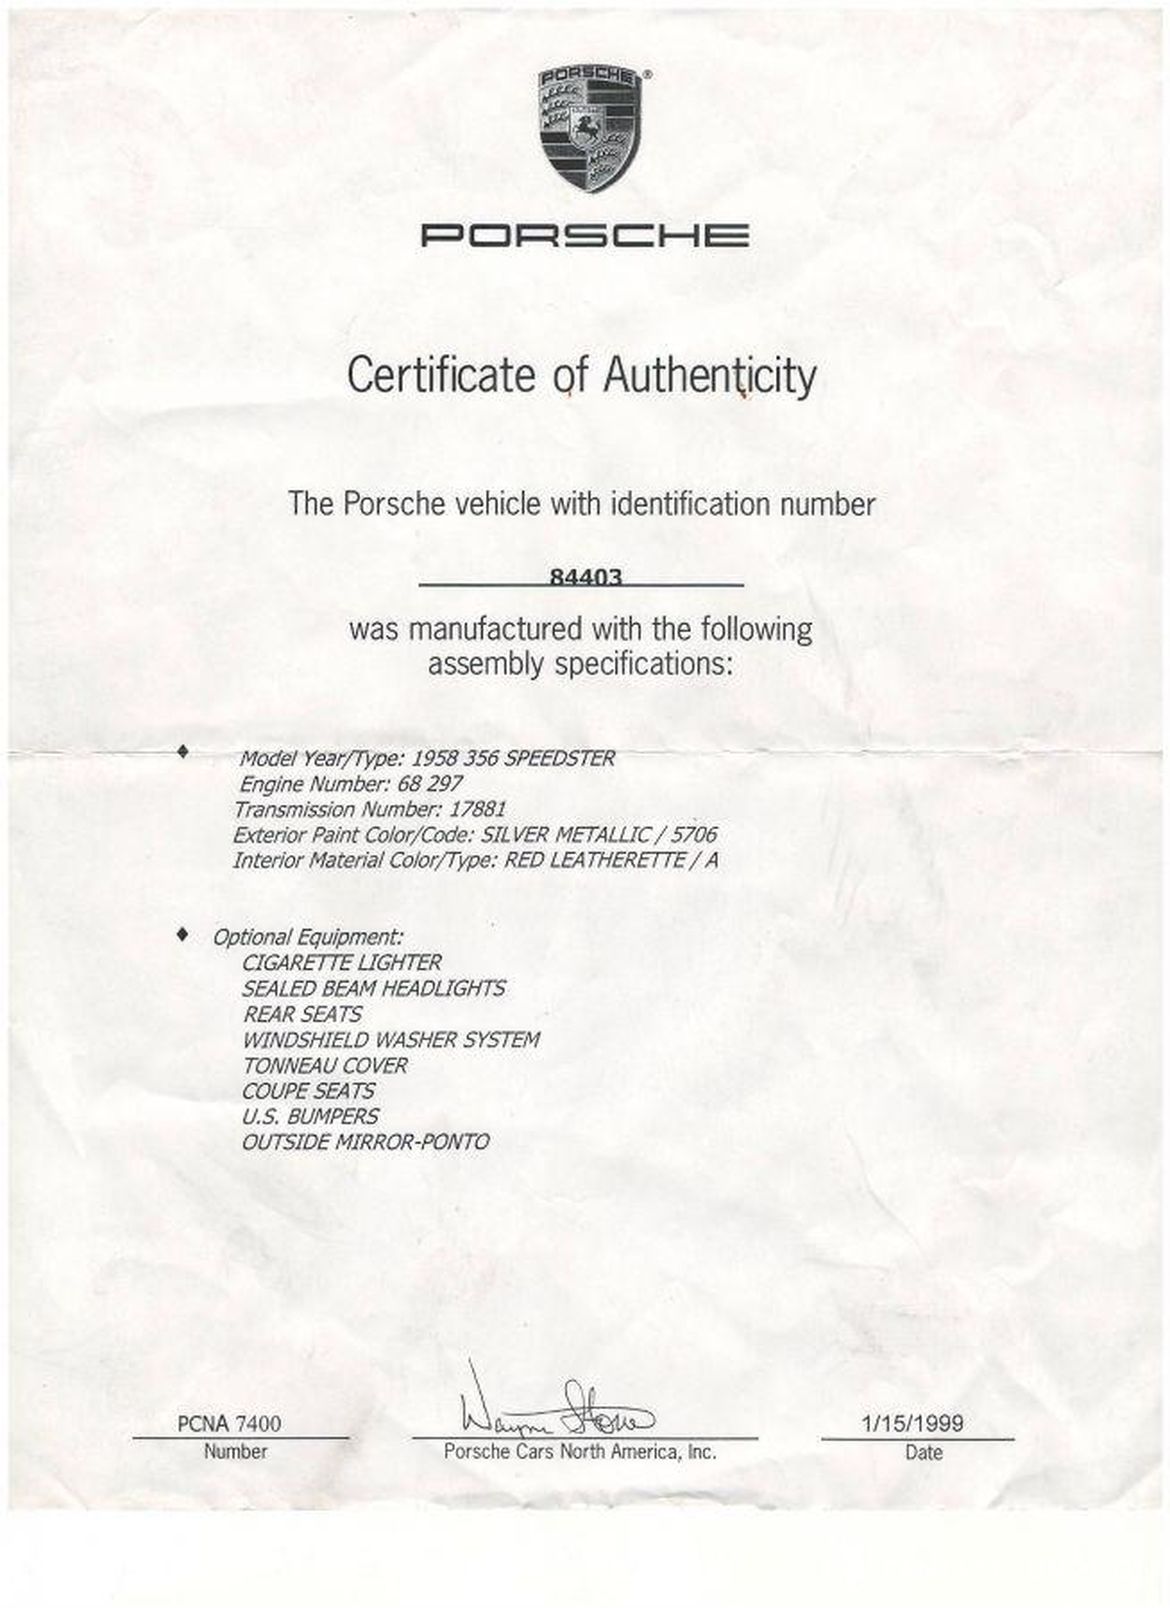 PORSCHE ®
PORSCHE
Certificate of Authenticity
The Porsche vehicle with identification number
84403
was manufactured with the following
assembly specifications:
♦ Model Year/Type: 1958 356 SPEEDSTER
Engine Number: 68 297
Transmission Number: 17881
Exterior Paint Color/Code: SILVER METALLIC / 5706
Interior Material Color/Type: RED LEATHERETTE / A
♦ Optional Equipment:
CIGARETTE LIGHTER
SEALED BEAM HEADLIGHTS
REAR SEATS
WINDSHIELD WASHER SYSTEM
TONNEAU COVER
COUPE SEATS
U.S. BUMPERS
OUTSIDE MIRROR-PONTO
PCNA 7400
Number
Wayne
Porsche Cars North America, Inc.
1/15/1999
Date